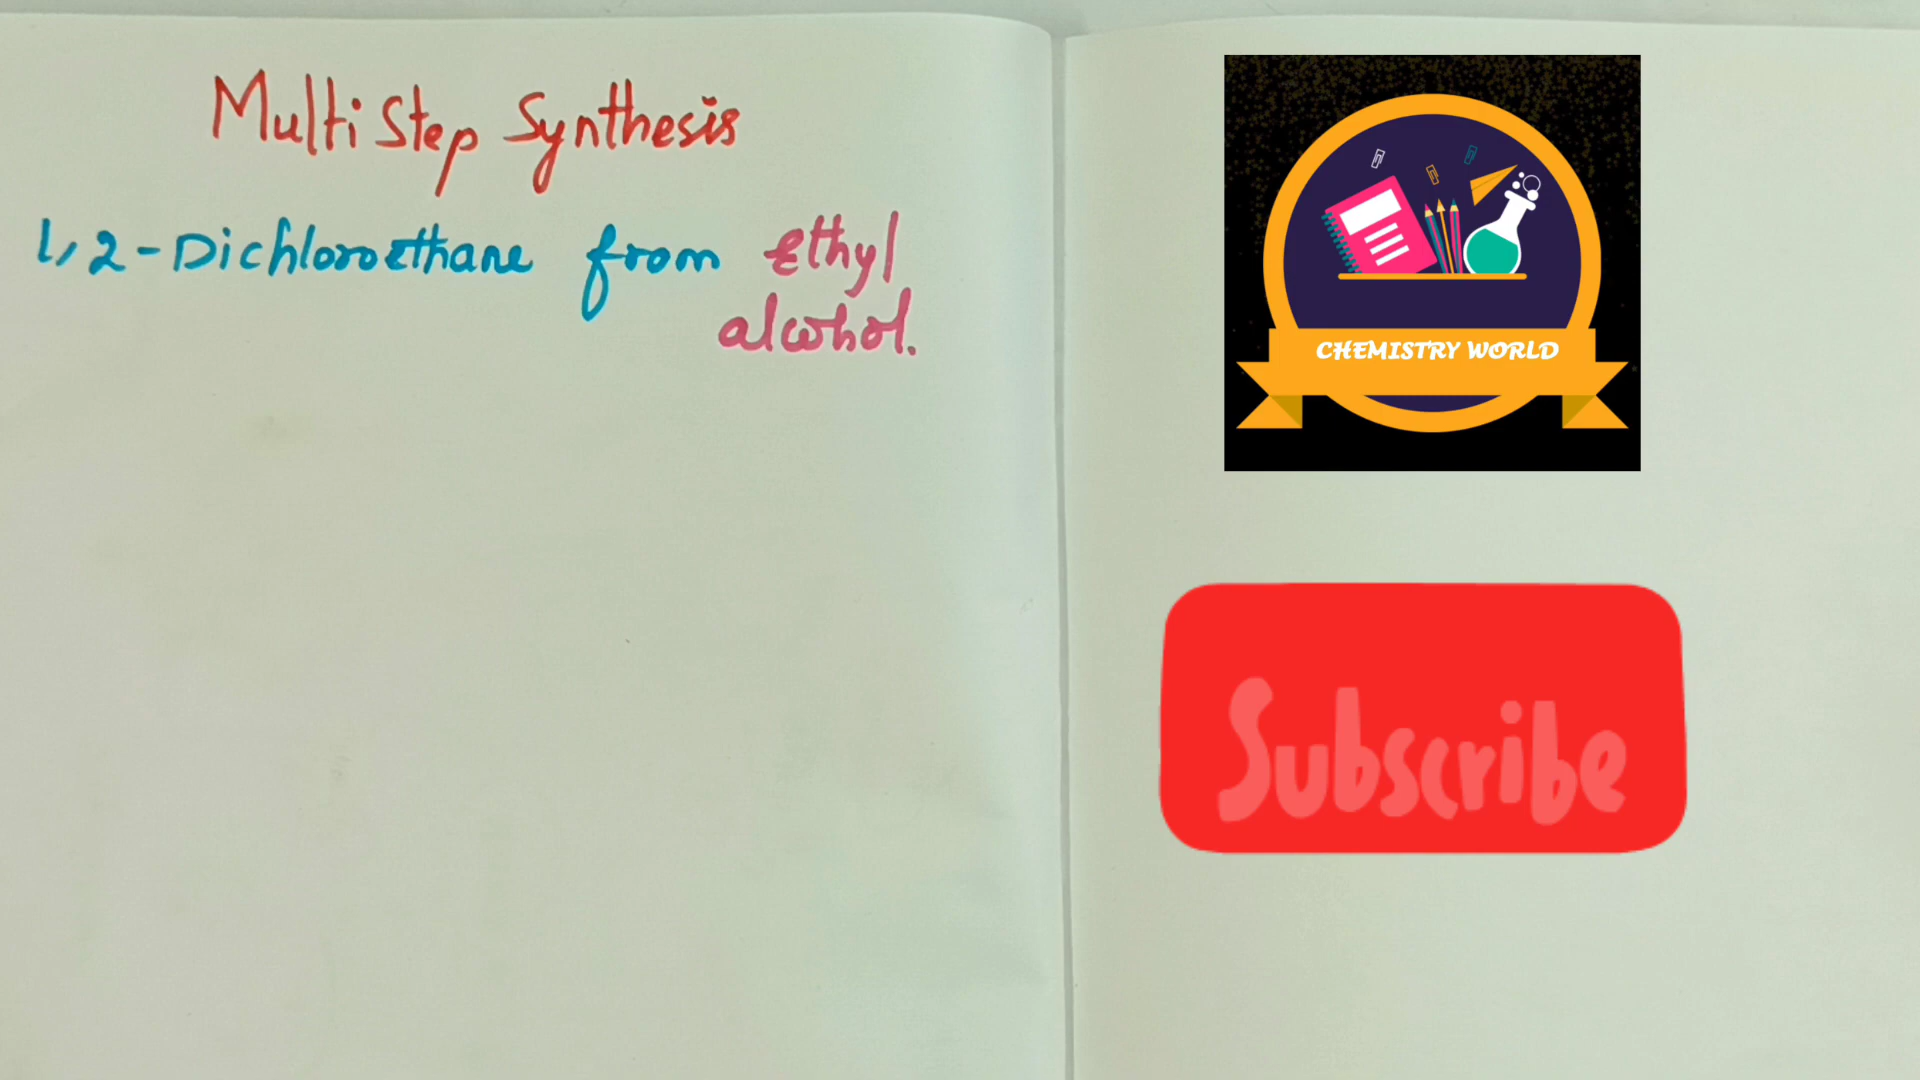 Multi Step Synthesis
1,2-Dichloroethane from Ethyl
alcohol.
CHEMISTRY WORLD
Subscribe